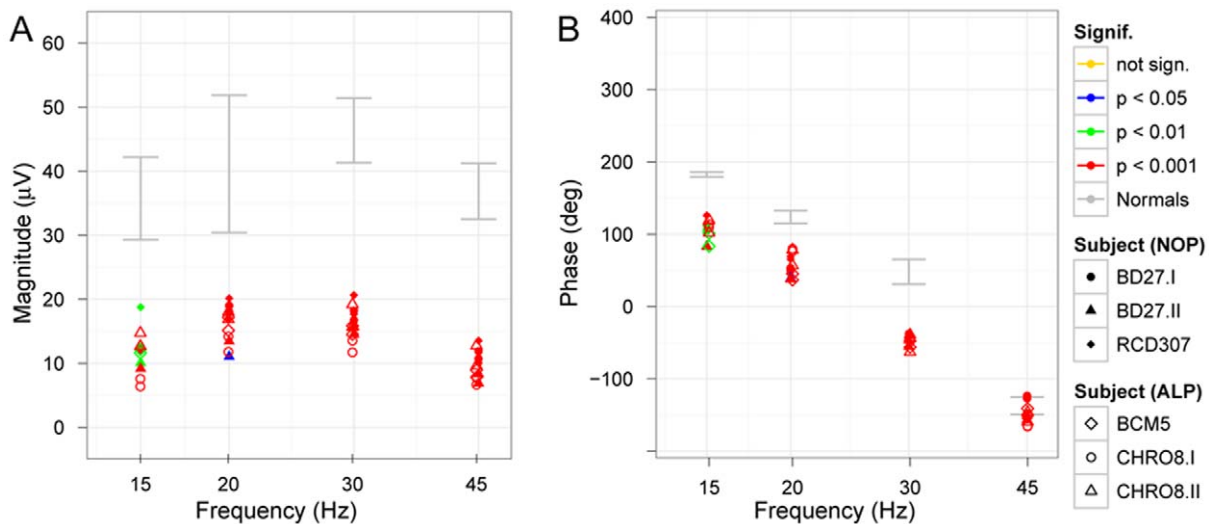 A
60
50
40
30
20
10
0
Magnitude (μV)
15 20 30 45
Frequency (Hz)
B
400
300
200
100
0
−100
Phase (deg)
15 20 30 45
Frequency (Hz)
Signif.
not sign.
p < 0.05
p < 0.01
p < 0.001
Normals
Subject (NOP)
BD27.I
BD27.II
RCD307
Subject (ALP)
BCM5
CHRO8.I
CHRO8.II